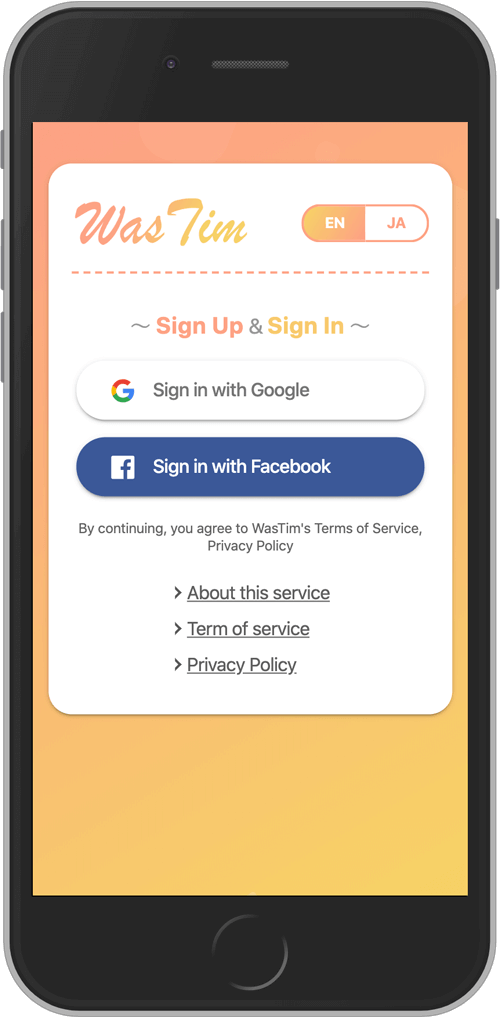 WasTim
EN JA
～ Sign Up & Sign In ～
Sign in with Google
Sign in with Facebook
By continuing, you agree to WasTim's Terms of Service,
Privacy Policy
› About this service
› Term of service
› Privacy Policy